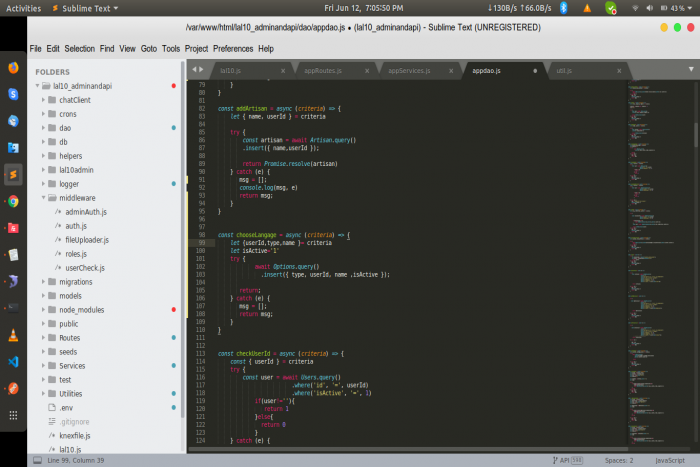 Activities Sublime Text ▾ Fri Jun 12, 7:05:50 PM ↓130B/s ↑66.0B/s 43%
/var/www/html/lal10_adminandapi/dao/appdao.js • (lal10_adminandapi) - Sublime Text (UNREGISTERED)
File Edit Selection Find View Goto Tools Project Preferences Help
FOLDERS
lal10_adminandapi
chatClient
crons
dao
db
helpers
lal10admin
logger
middleware
/* adminAuth.js
/* auth.js
/* fileUploader.js
/* roles.js
/* userCheck.js
migrations
models
node_modules
public
Routes
seeds
Services
test
Utilities
.env
.gitignore
knexfile.js
lal10.js
lal10.js appRoutes.js appServices.js appdao.js util.js
79 }
80 }
81
82 const addArtisan = async (criteria) => {
83 let { name, userId } = criteria
84
85 try {
86 const artisan = await Artisan.query()
87 .insert({ name,userId });
88
89 return Promise.resolve(artisan)
90 } catch (e) {
91 msg = [];
92 console.log(msg, e)
93 return msg;
94 }
95 }
96
97
98 const chooseLangage = async (criteria) => {
99 let {userId,type,name }= criteria
100 let isActive='1'
101 try {
102 await Options.query()
103 .insert({ type, userId, name ,isActive });
104
105 return;
106 } catch (e) {
107 msg = [];
108 return msg;
109 }
110 }
111
112
113 const checkUserId = async (criteria) => {
114 const { userId } = criteria
115 try {
116 const user = await Users.query()
117 .where('id', '=', userId)
118 .where('isActive', '=', 1)
119 if(user!=''){
120 return 1
121 }else{
122 return 0
123 }
124 } catch (e) {
Line 99, Column 39 API Spaces: 2 JavaScript